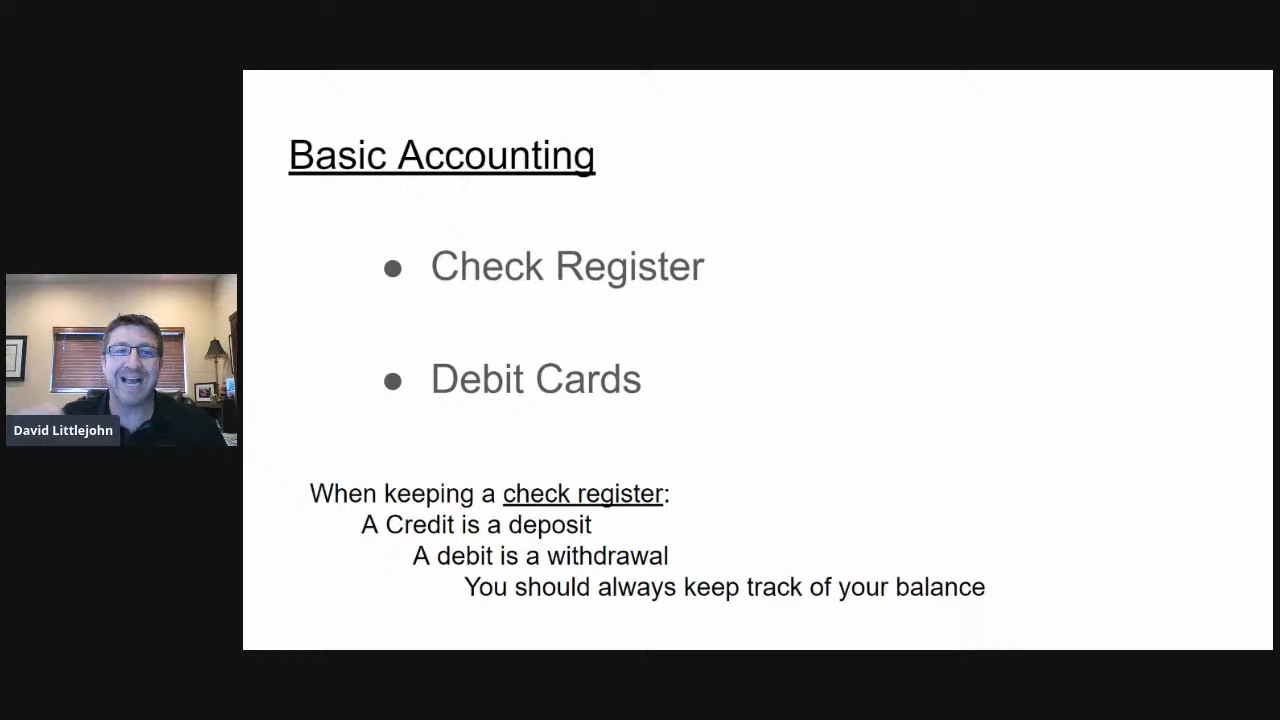 Basic Accounting
● Check Register
● Debit Cards
When keeping a check register:
A Credit is a deposit
A debit is a withdrawal
You should always keep track of your balance
David Littlejohn